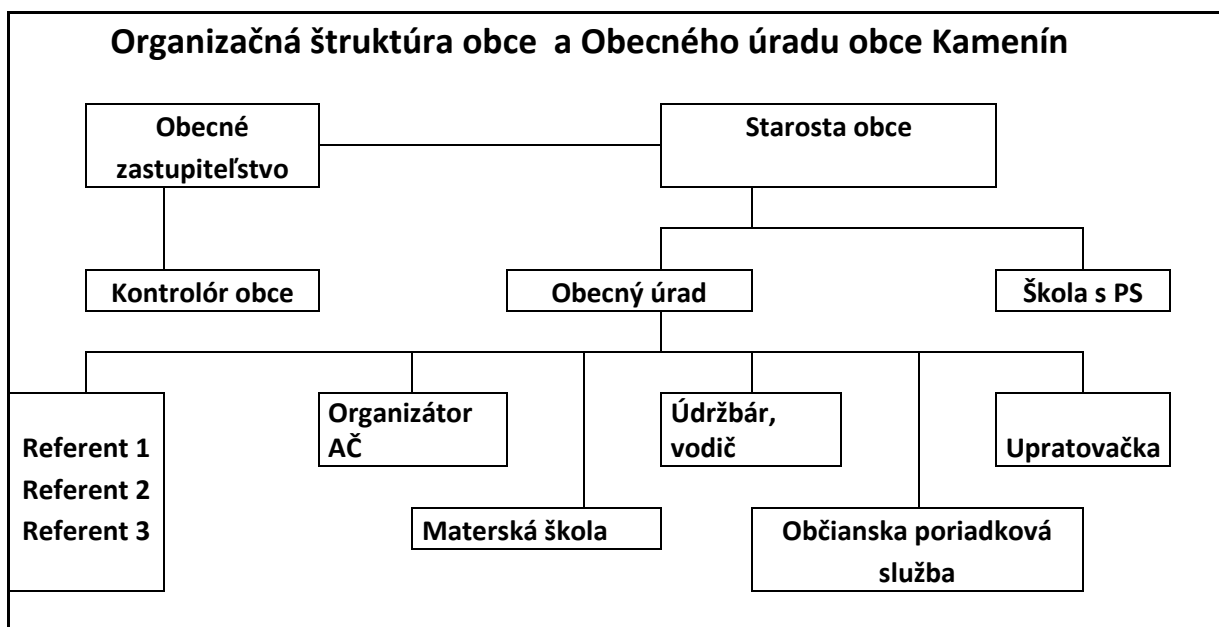 Organizačná štruktúra obce a Obecného úradu obce Kamenín
Obecné
zastupiteľstvo
Starosta obce
Kontrolór obce
Obecný úrad
Škola s PS
Referent 1
Referent 2
Referent 3
Organizátor
AČ
Údržbár,
vodič
Upratovačka
Materská škola
Občianska poriadková
služba